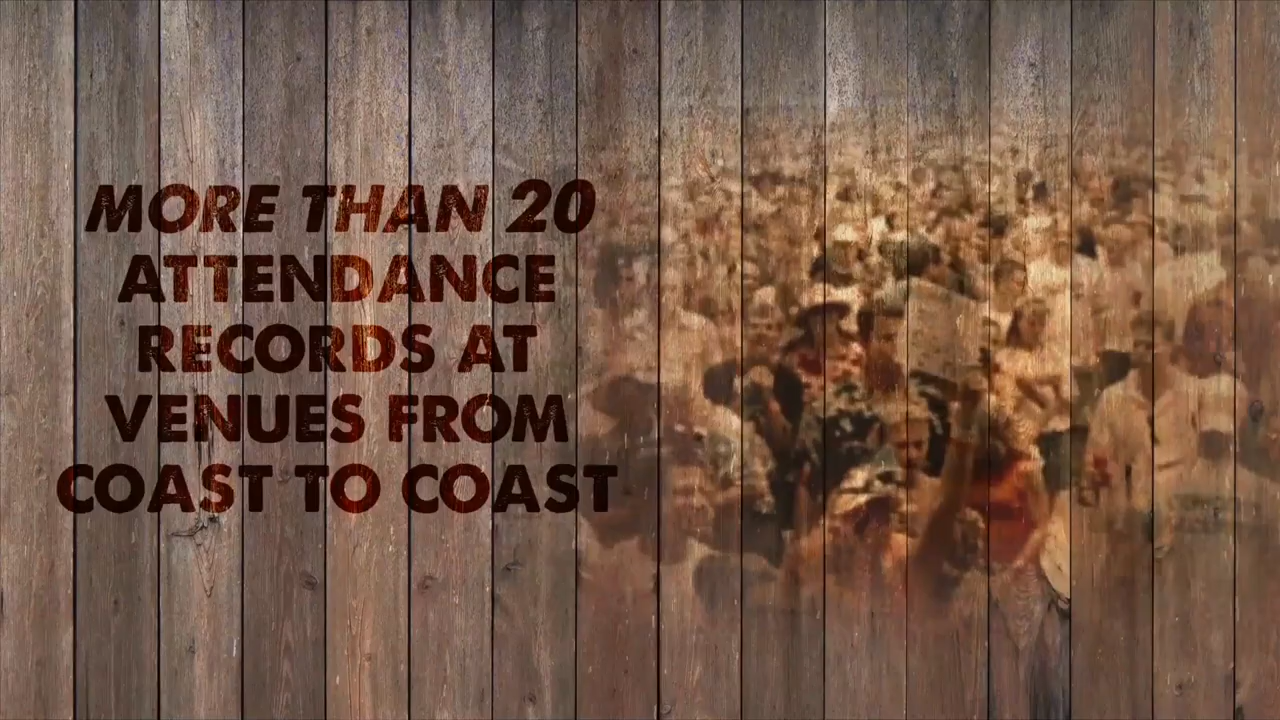 MORE THAN 20
ATTENDANCE
RECORDS AT
VENUES FROM
COAST TO COAST